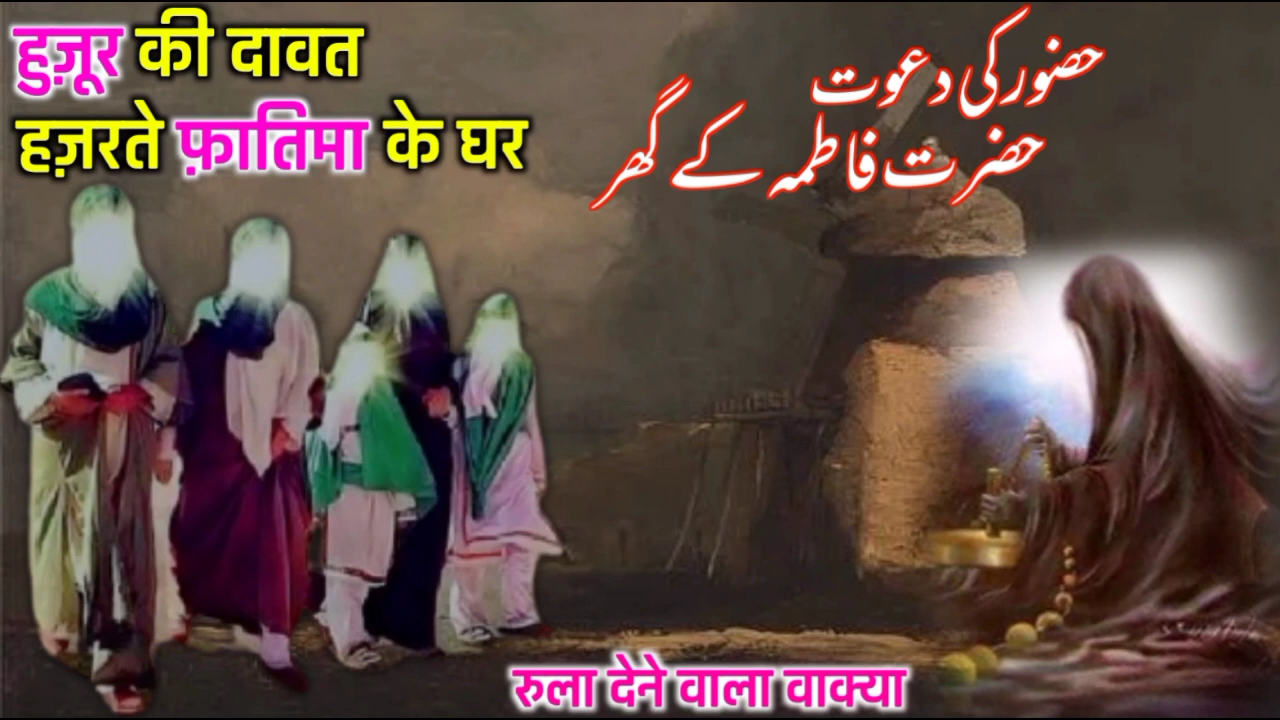 हुज़ूर की दावत
हज़रते फ़ातिमा के घर
حضور کی دعوت
حضرت فاطمہ کے گھر
रुला देने वाला वाक्या